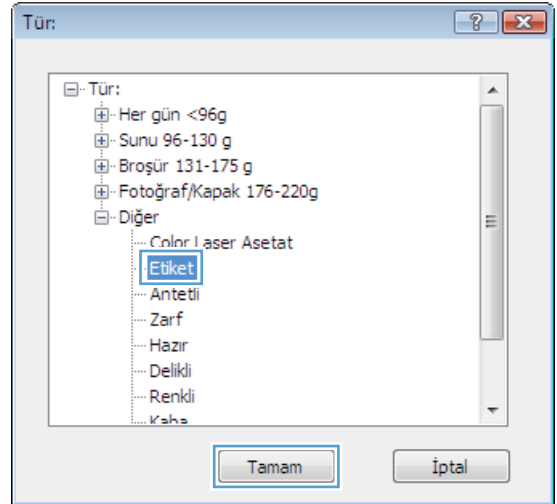 Tür:
Tür:
Her gün <96g
Sunu 96-130 g
Broşür 131-175 g
Fotoğraf/Kapak 176-220g
Diğer
Color Laser Asetat
Etiket
Antetli
Zarf
Hazır
Delikli
Renkli
Kaba
Tamam İptal